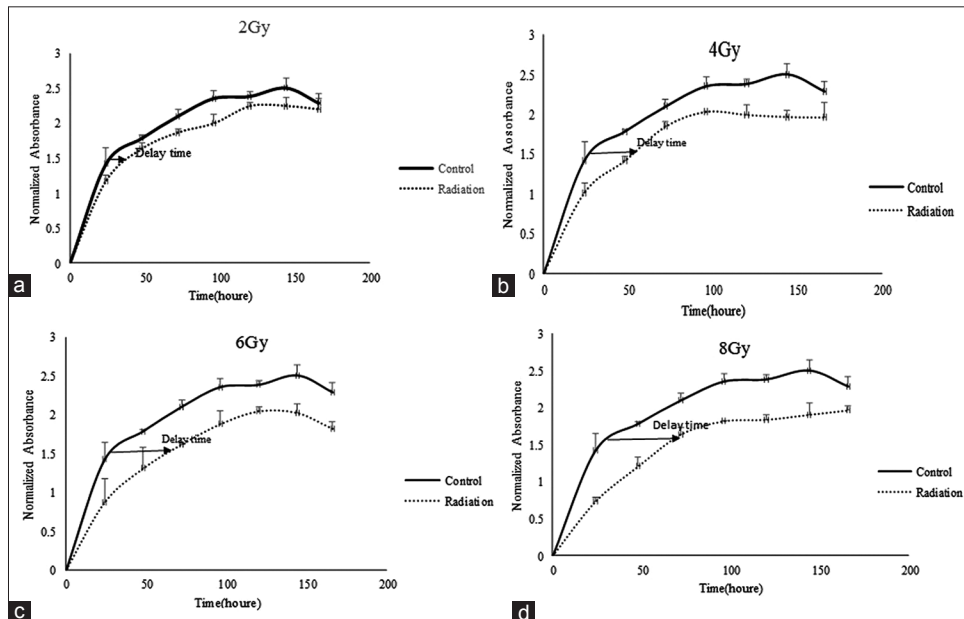 2Gy
3
2.5
2
1.5
1
0.5
0
Normalized Absorbance
Delay time
Control
Radiation
0 50 100 150 200
Time(houre)
a
4Gy
3
2.5
2
1.5
1
0.5
0
Normalized Aosorbance
Delay time
Control
Radiation
0 50 100 150 200
Time(houre)
b
6Gy
3
2.5
2
1.5
1
0.5
0
Normalized Absorbance
Delay time
Control
Radiation
0 50 100 150 200
Time(houre)
c
8Gy
3
2.5
2
1.5
1
0.5
0
Normalized Absorbance
Delay time
Control
Radiation
0 50 100 150 200
Time(houre)
d